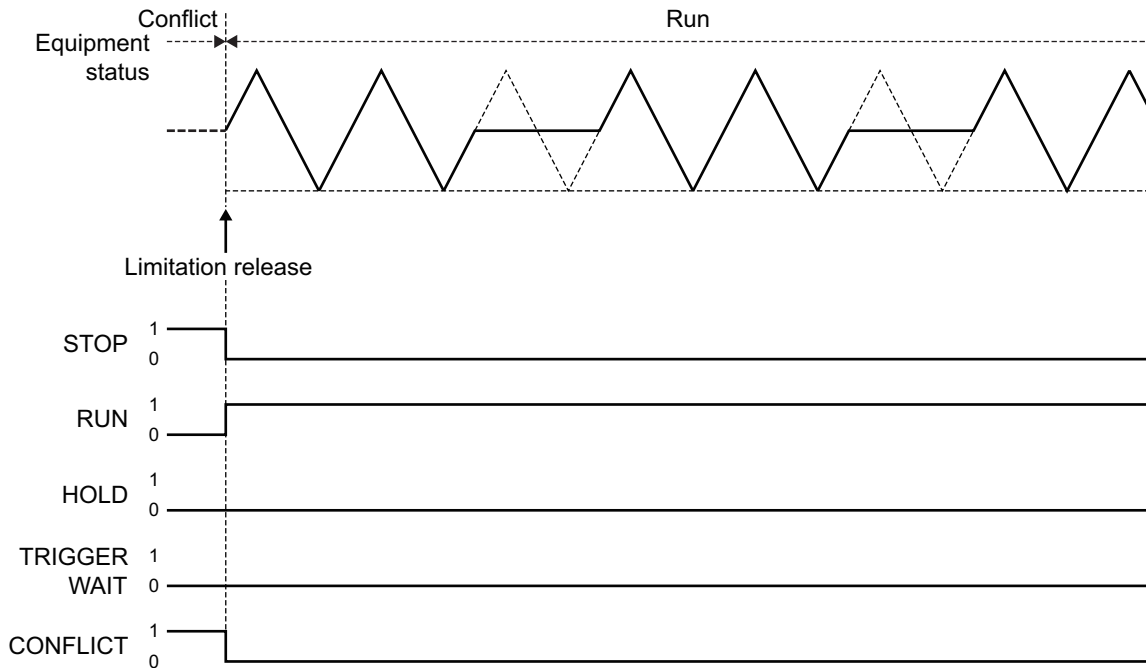 Conflict
Run
Equipment
status
Limitation release
STOP
1
0
RUN
1
0
HOLD
1
0
TRIGGER
WAIT
1
0
CONFLICT
1
0